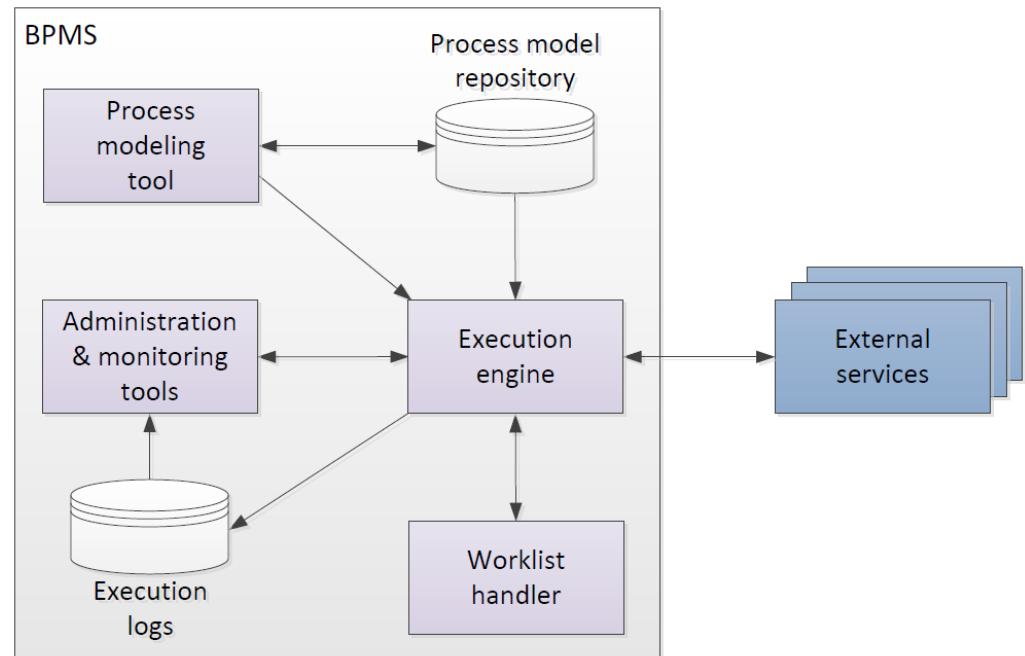 BPMS
Process model
repository
Process
modeling
tool
Administration
& monitoring
tools
Execution
engine
External
services
Execution
logs
Worklist
handler